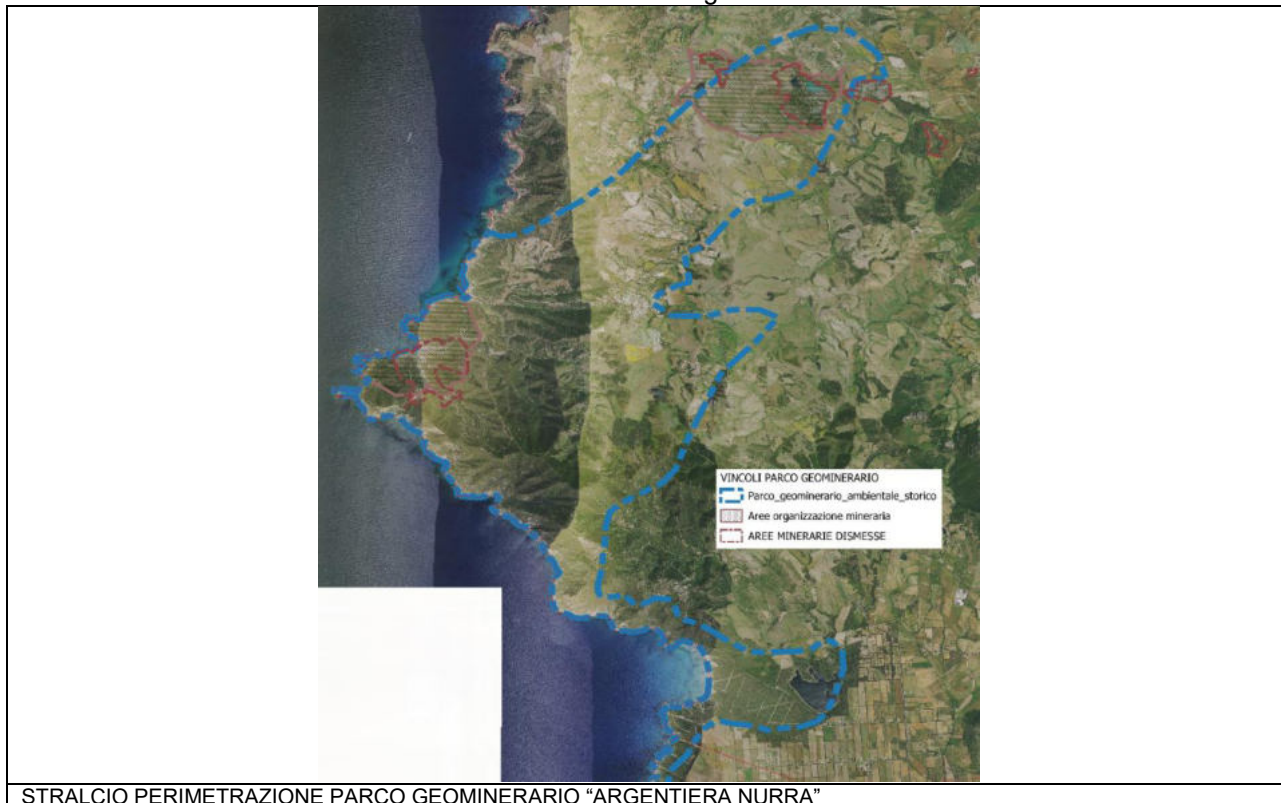 VINCOLI PARCO GEOMINERARIO
Parco_geominerario_ambientale_storico
Aree organizzazione mineraria
AREE MINERARIE DISMESSE
STRALCIO PERIMETRAZIONE PARCO GEOMINERARIO “ARGENTIERA NURRA”